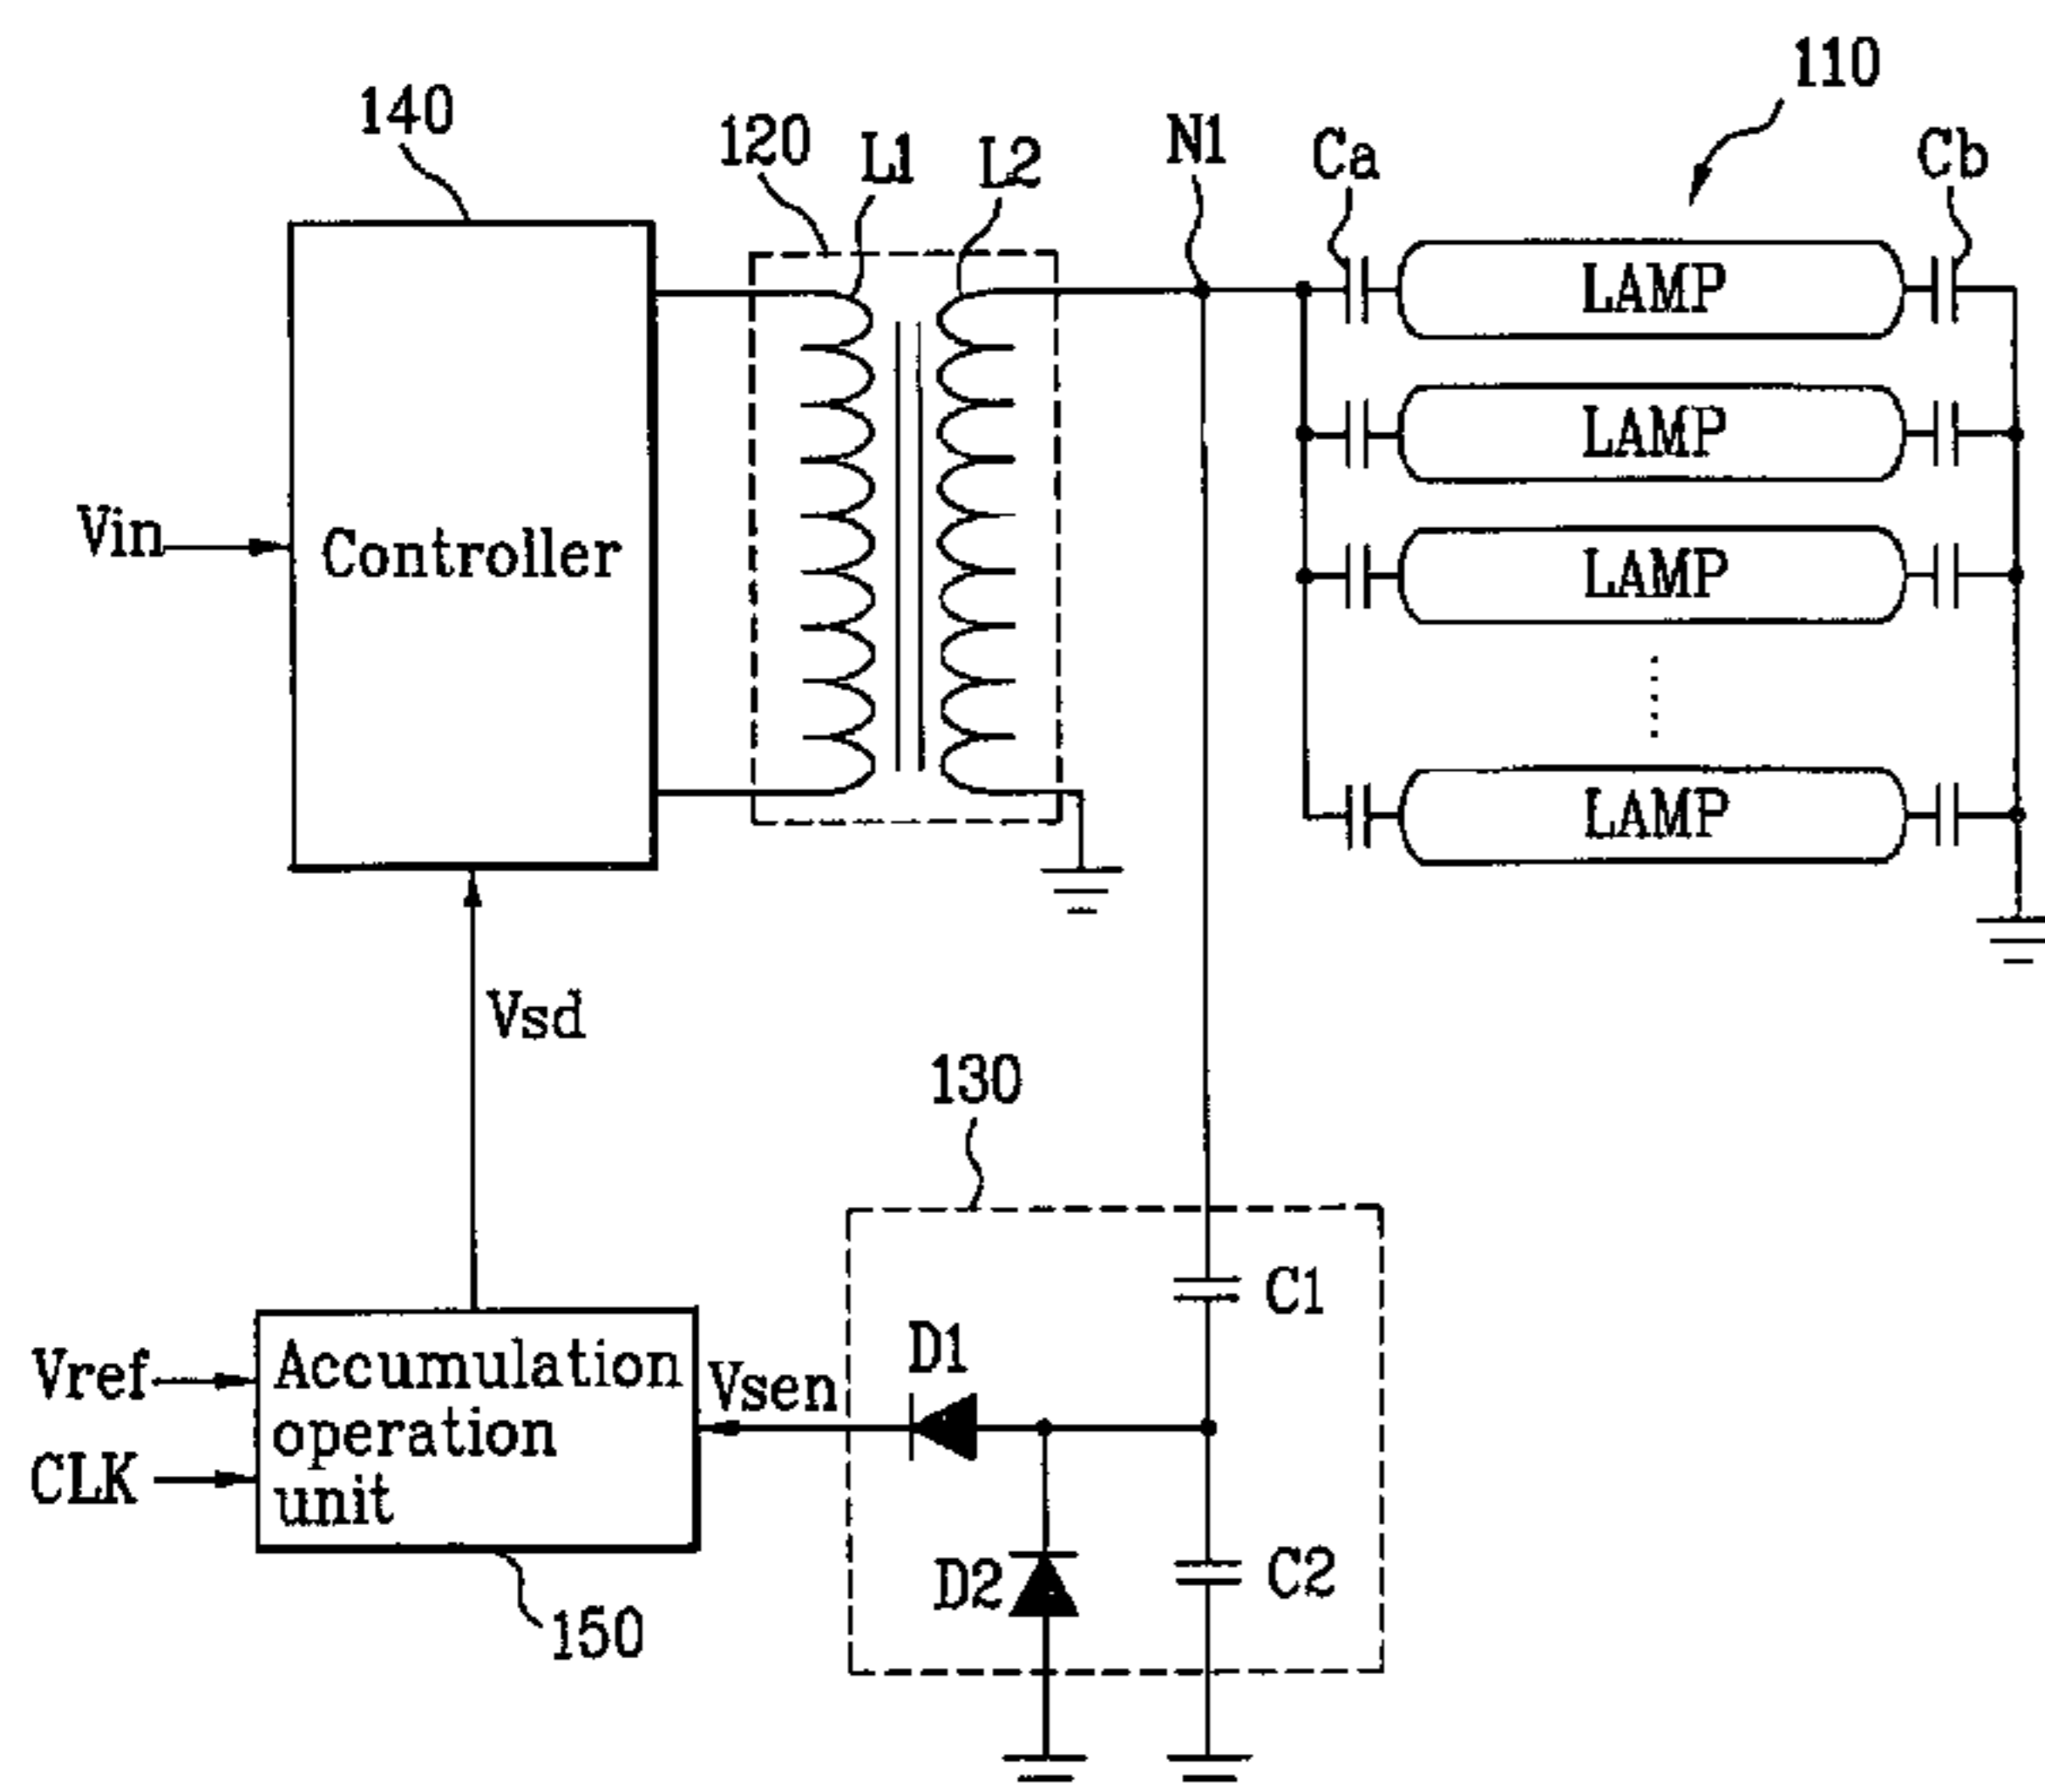 110
140
120
L1
L2
N1
Ca
Cb
LAMP
LAMP
Vin
Controller
LAMP
LAMP
Vsd
130
C1
D1
Vref
Accumulation
operation
unit
Vsen
CLK
D2
C2
150